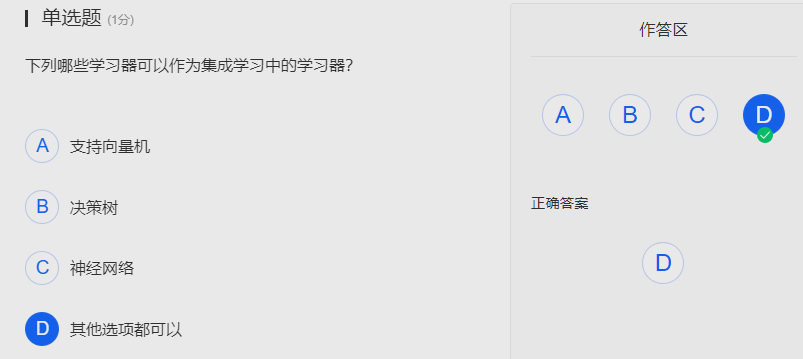 单选题 (1分)
下列哪些学习器可以作为集成学习中的学习器?
A 支持向量机
B 决策树
C 神经网络
D 其他选项都可以
作答区
A B C D
正确答案
D